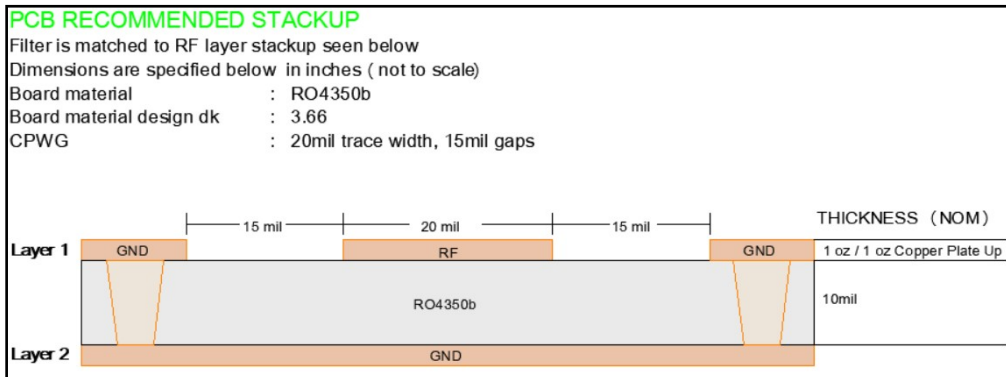 PCB RECOMMENDED STACKUP
Filter is matched to RF layer stackup seen below
Dimensions are specified below in inches ( not to scale)
Board material : RO4350b
Board material design dk : 3.66
CPWG : 20mil trace width, 15mil gaps
THICKNESS (NOM)
15 mil 20 mil 15 mil
Layer 1 GND RF GND 1 oz / 1 oz Copper Plate Up
RO4350b 10mil
Layer 2 GND